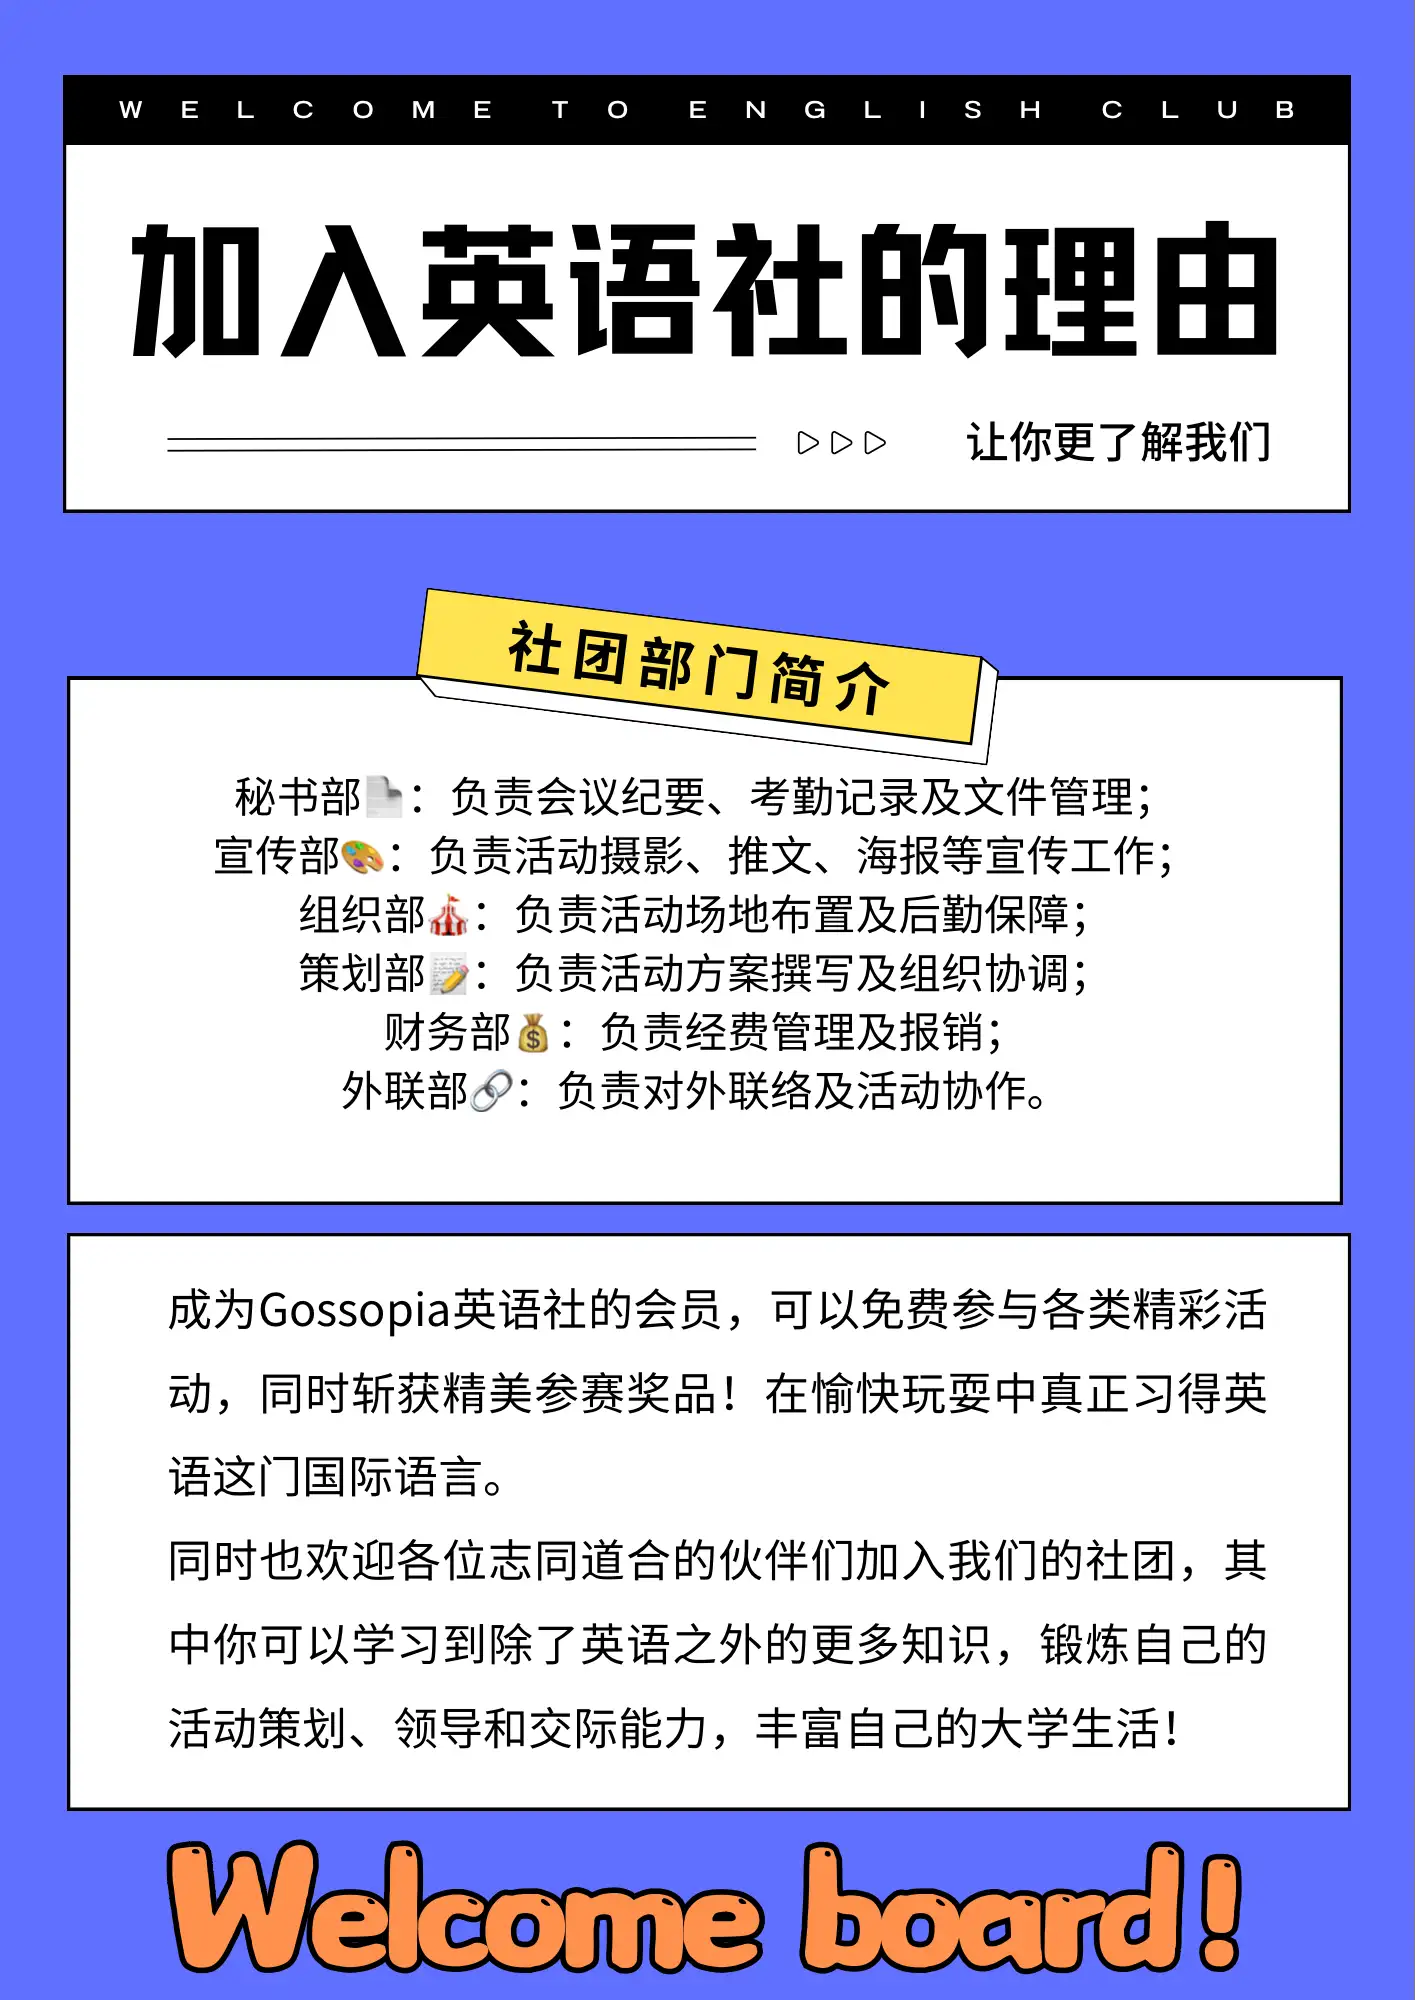 WELCOME TO ENGLISH CLUB
加入英语社的理由
让你更了解我们
社团部门简介
秘书部📄：负责会议纪要、考勤记录及文件管理；
宣传部🎨：负责活动摄影、推文、海报等宣传工作；
组织部🎪：负责活动场地布置及后勤保障；
策划部📝：负责活动方案撰写及组织协调；
财务部💰：负责经费管理及报销；
外联部🔗：负责对外联络及活动协作。
成为Gossopia英语社的会员，可以免费参与各类精彩活
动，同时斩获精美参赛奖品！在愉快玩耍中真正习得英
语这门国际语言。
同时也欢迎各位志同道合的伙伴们加入我们的社团，其
中你可以学习到除了英语之外的更多知识，锻炼自己的
活动策划、领导和交际能力，丰富自己的大学生活！
Welcome board!